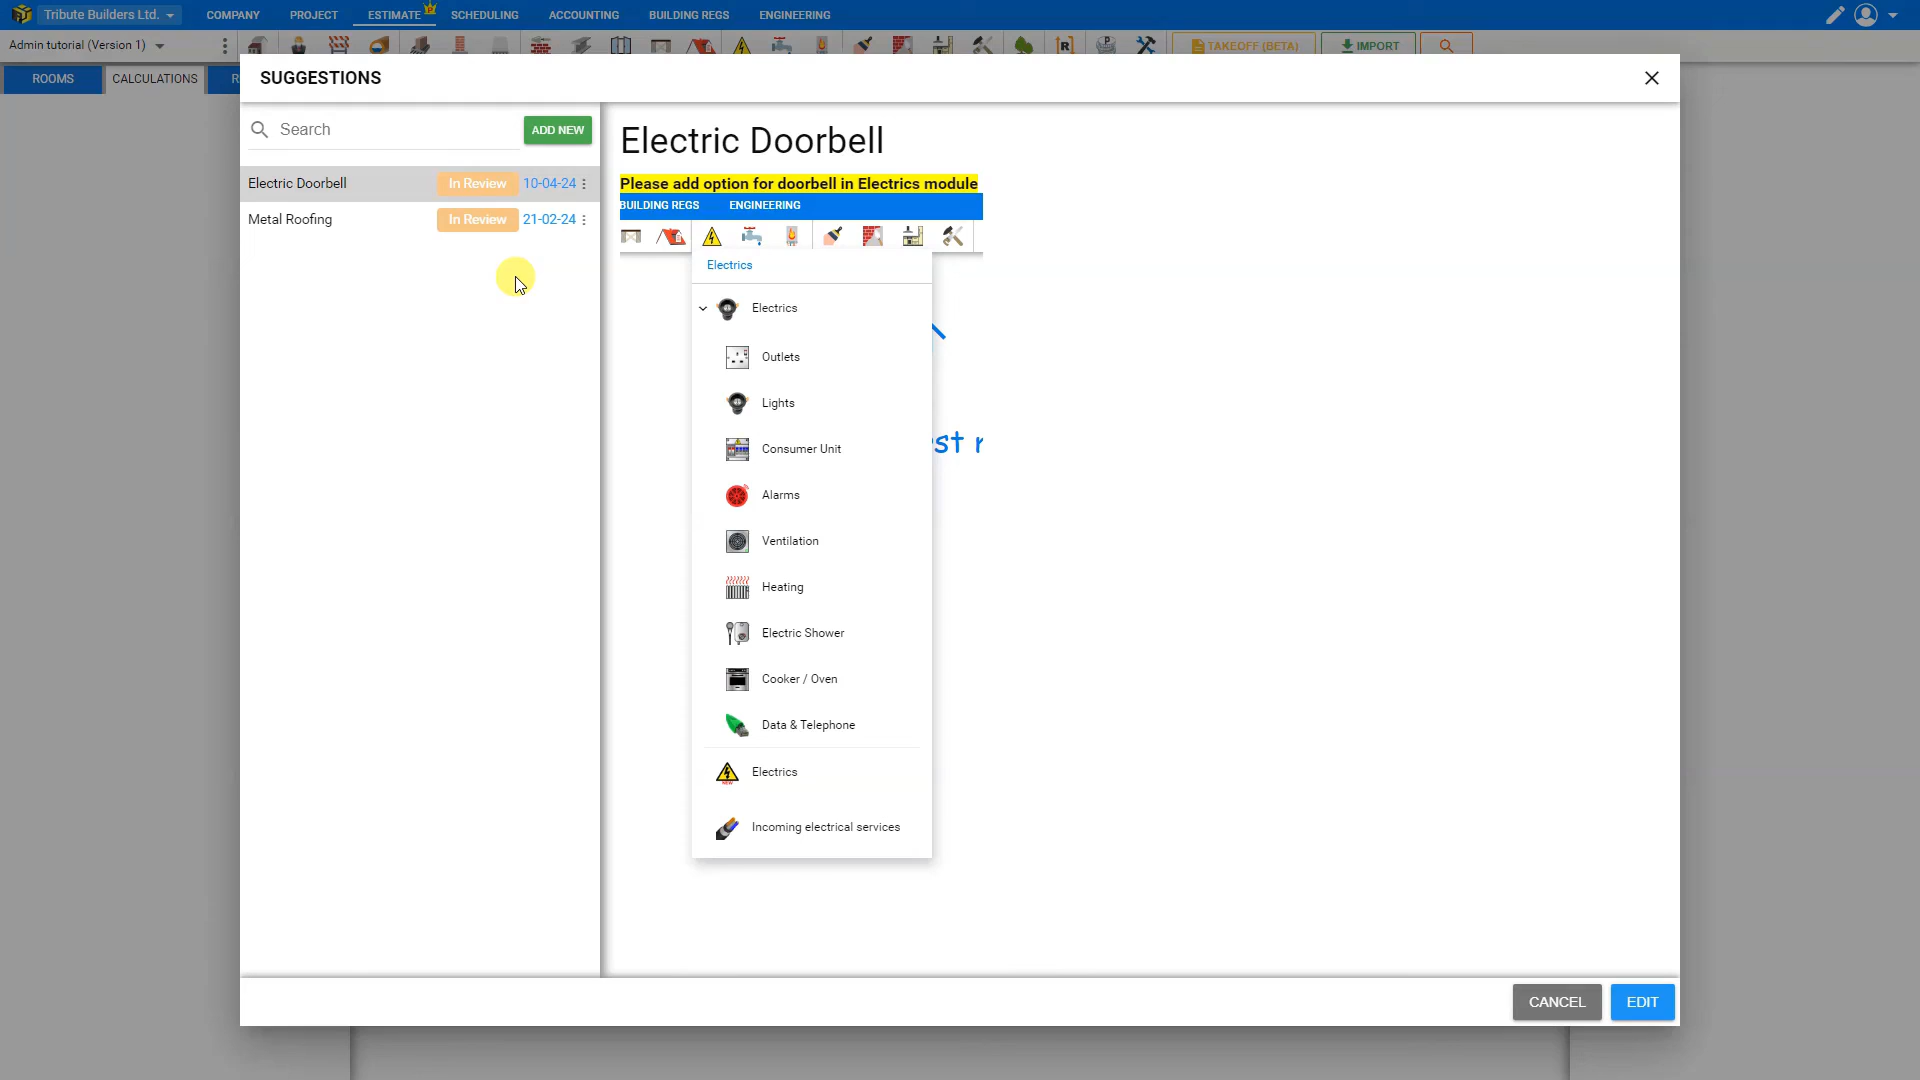 Tribute Builders Ltd.
COMPANY
PROJECT
ESTIMATE
SCHEDULING
ACCOUNTING
BUILDING REGS
ENGINEERING
Admin tutorial (Version 1)
TAKEOFF (BETA)
IMPORT
ROOMS
CALCULATIONS
R
SUGGESTIONS
Search
ADD NEW
Electric Doorbell In Review 10-04-24
Metal Roofing In Review 21-02-24
Electric Doorbell
Please add option for doorbell in Electrics module
BUILDING REGS ENGINEERING
Electrics
Electrics
Outlets
Lights
Consumer Unit
st r
Alarms
Ventilation
Heating
Electric Shower
Cooker / Oven
Data & Telephone
Electrics
Incoming electrical services
CANCEL
EDIT